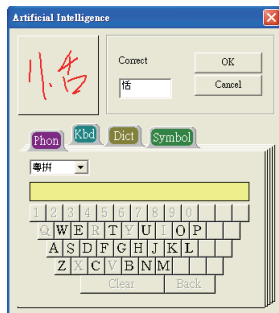 Artificial Intelligence
恬
Correct
恬
OK
Cancel
Phon Kbd Dict Symbol
粵拼
1 2 3 4 5 6 7 8 9 0
Q W E R T Y U I O P
A S D F G H J K L
Z X C V B N M
Clear Back